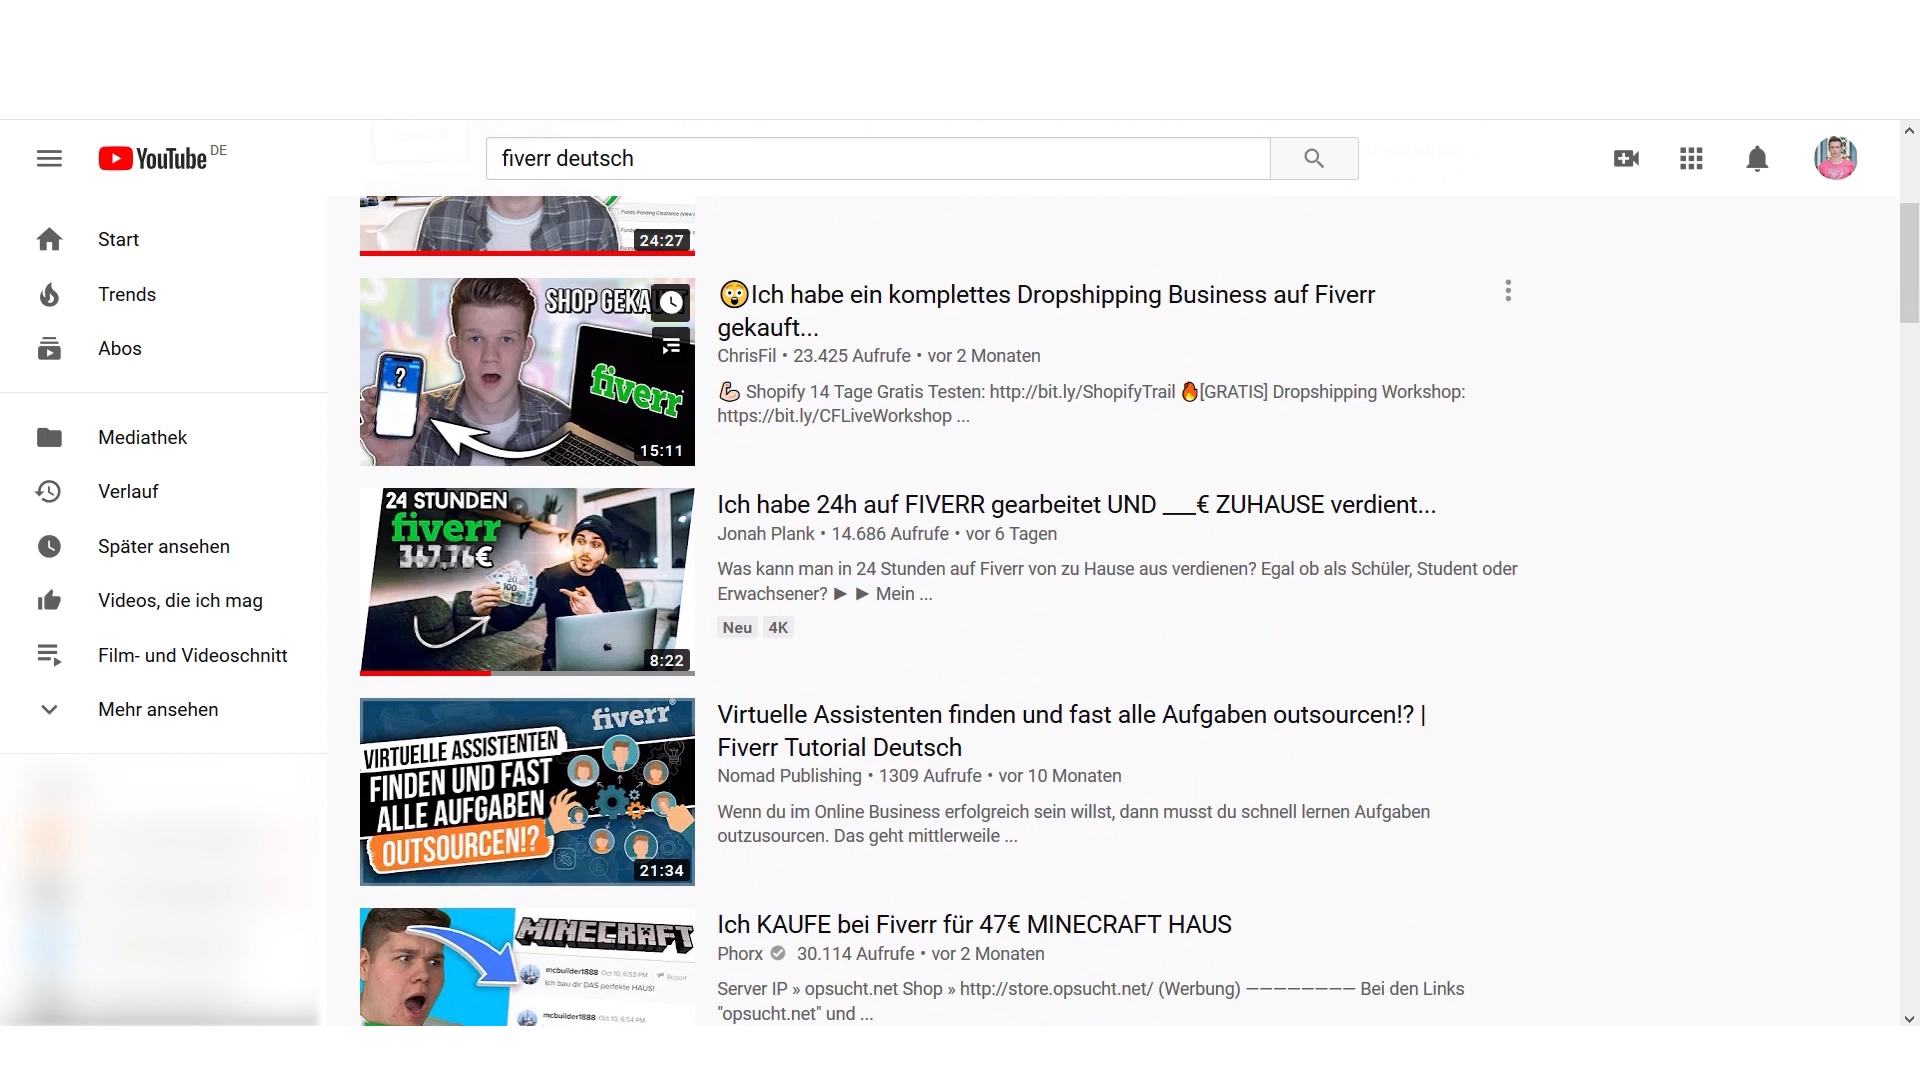 YouTube DE
fiverr deutsch
Start
Trends
Abos
Mediathek
Verlauf
Später ansehen
Videos, die ich mag
Film- und Videoschnitt
Mehr ansehen
Funds Pending Clearance
24:27
SHOP GEKA
?
fiverr
15:11
😲Ich habe ein komplettes Dropshipping Business auf Fiverr
gekauft...
ChrisFil • 23.425 Aufrufe • vor 2 Monaten
💪 Shopify 14 Tage Gratis Testen: http://bit.ly/ShopifyTrail 🔥[GRATIS] Dropshipping Workshop:
https://bit.ly/CFLiveWorkshop ...
24 STUNDEN
fiverr
367,76€
8:22
Ich habe 24h auf FIVERR gearbeitet UND ___€ ZUHAUSE verdient...
Jonah Plank • 14.686 Aufrufe • vor 6 Tagen
Was kann man in 24 Stunden auf Fiverr von zu Hause aus verdienen? Egal ob als Schüler, Student oder
Erwachsener? ► ► Mein ...
Neu 4K
fiverr
VIRTUELLE ASSISTENTEN
FINDEN UND FAST
ALLE AUFGABEN
OUTSOURCEN!?
21:34
Virtuelle Assistenten finden und fast alle Aufgaben outsourcen!? |
Fiverr Tutorial Deutsch
Nomad Publishing • 1309 Aufrufe • vor 10 Monaten
Wenn du im Online Business erfolgreich sein willst, dann musst du schnell lernen Aufgaben
outzusourcen. Das geht mittlerweile ...
MINECRAFT
mcbuilder1888 Oct 10, 6:53 PM Report
Ich bau dir DAS perfekte HAUS!
mcbuilder1888 Oct 10, 6:54 PM
Ich KAUFE bei Fiverr für 47€ MINECRAFT HAUS
Phorx 30.114 Aufrufe • vor 2 Monaten
Server IP » opsucht.net Shop » http://store.opsucht.net/ (Werbung) ———————— Bei den Links
"opsucht.net" und ...